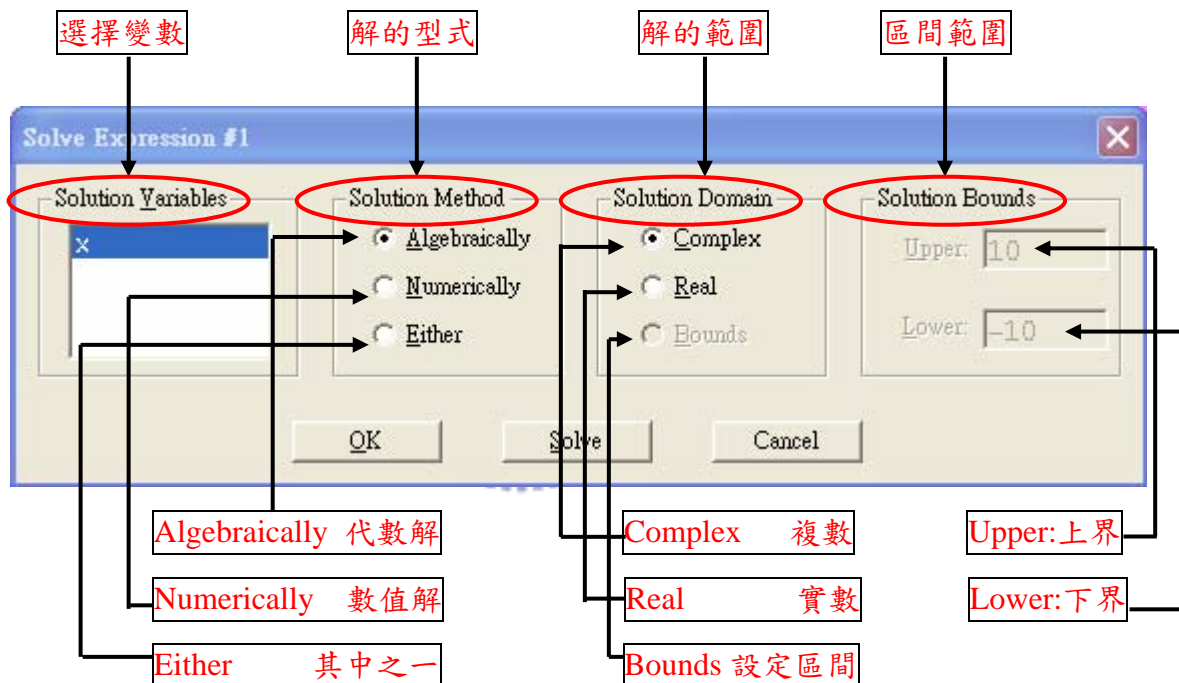 選擇變數 解的型式 解的範圍 區間範圍
Solve Expression #1
Solution Variables Solution Method Solution Domain Solution Bounds
x Algebraically Complex Upper: 10
Numerically Real
Either Bounds Lower: -10
OK Solve Cancel
Algebraically 代數解 Complex 複數 Upper:上界
Numerically 數值解 Real 實數 Lower:下界
Either 其中之一 Bounds 設定區間